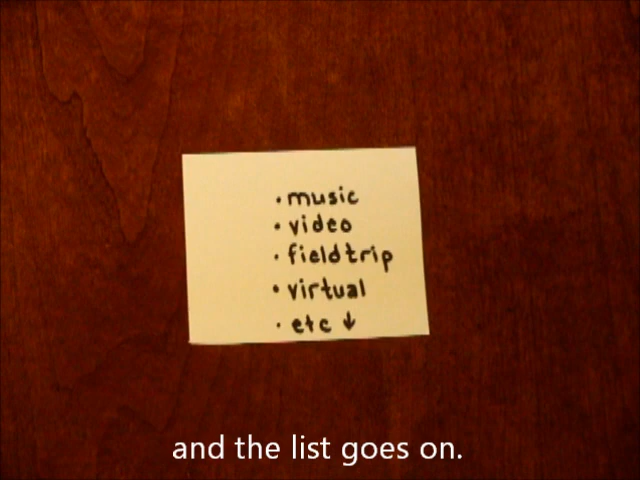 • music
• video
• fieldtrip
• virtual
• etc ↓
and the list goes on.